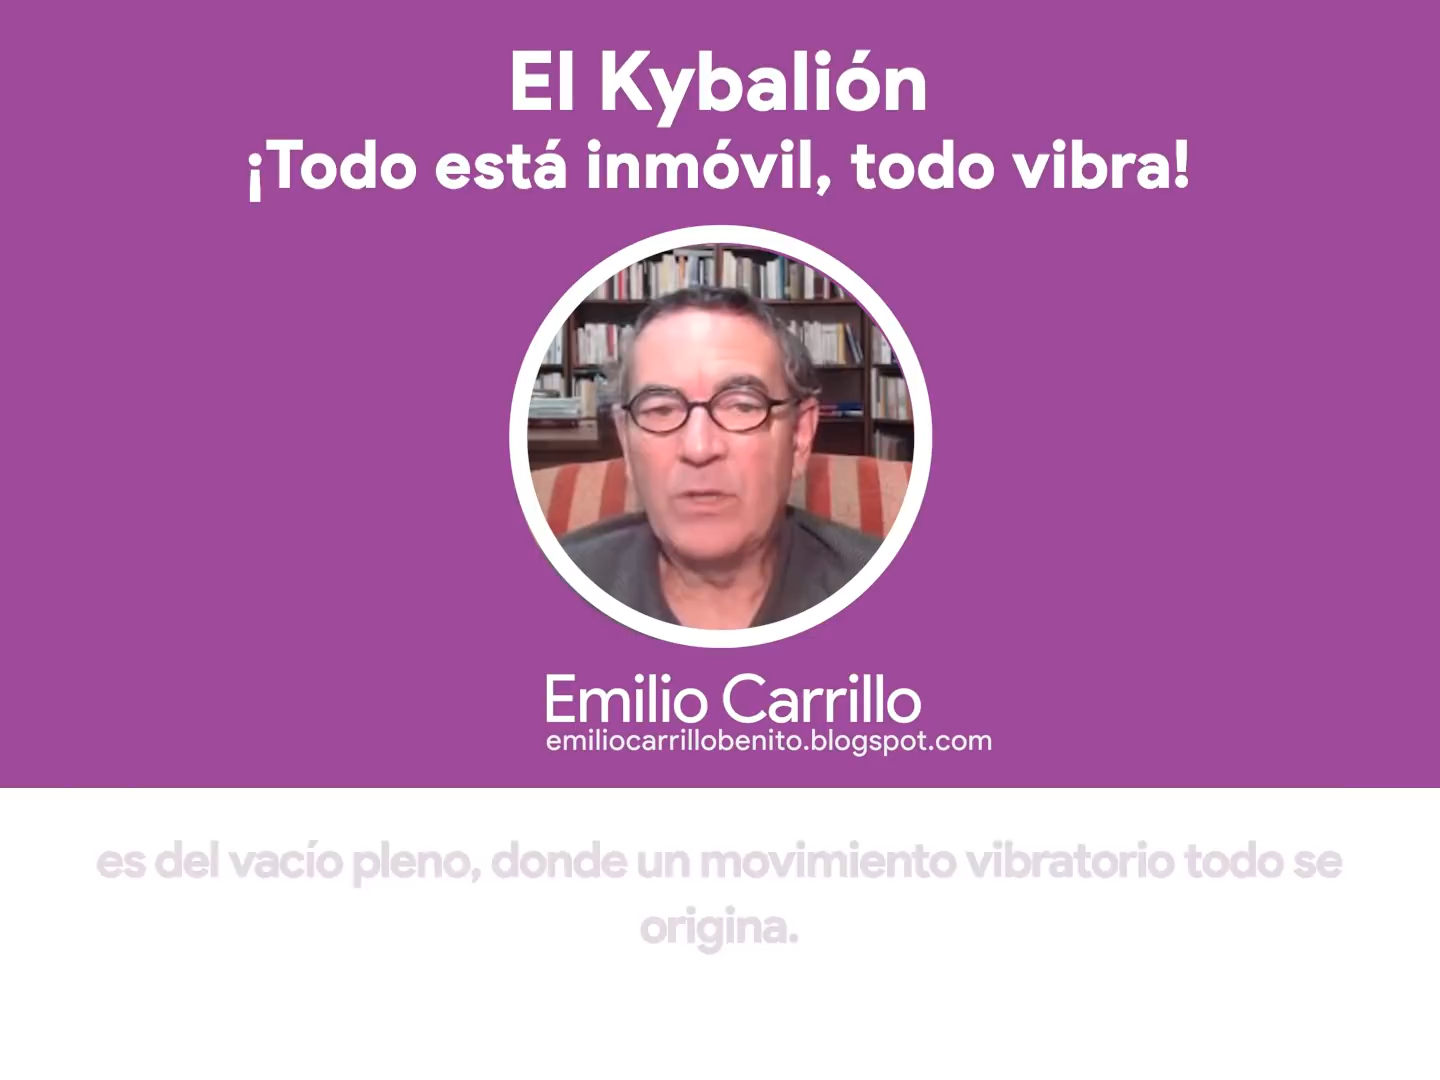 El Kybalión
¡Todo está inmóvil, todo vibra!
Emilio Carrillo
emiliocarrillobenito.blogspot.com
es del vacío pleno, donde un movimiento vibratorio todo se
origina.